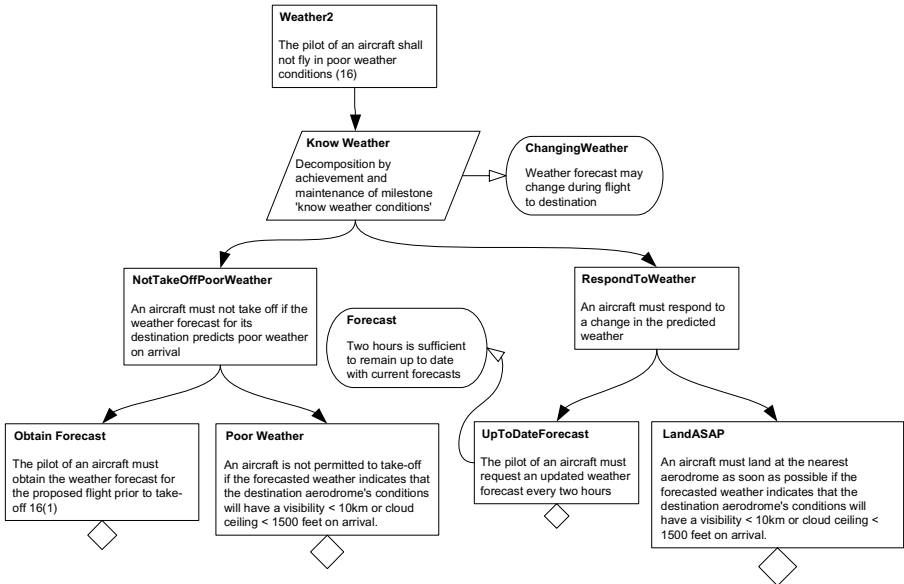 Weather2
The pilot of an aircraft shall
not fly in poor weather
conditions (16)
Know Weather
Decomposition by
achievement and
maintenance of milestone
'know weather conditions'
ChangingWeather
Weather forecast may
change during flight
to destination
NotTakeOffPoorWeather
An aircraft must not take off if the
weather forecast for its
destination predicts poor weather
on arrival
Forecast
Two hours is sufficient
to remain up to date
with current forecasts
RespondToWeather
An aircraft must respond to
a change in the predicted
weather
Obtain Forecast
The pilot of an aircraft must
obtain the weather forecast for
the proposed flight prior to take-
off 16(1)
Poor Weather
An aircraft is not permitted to take-off
if the forecasted weather indicates that
the destination aerodrome's conditions
will have a visibility < 10km or cloud
ceiling < 1500 feet on arrival.
UpToDateForecast
The pilot of an aircraft must
request an updated weather
forecast every two hours
LandASAP
An aircraft must land at the nearest
aerodrome as soon as possible if the
forecasted weather indicates that the
destination aerodrome's conditions will
have a visibility < 10km or cloud ceiling <
1500 feet on arrival.